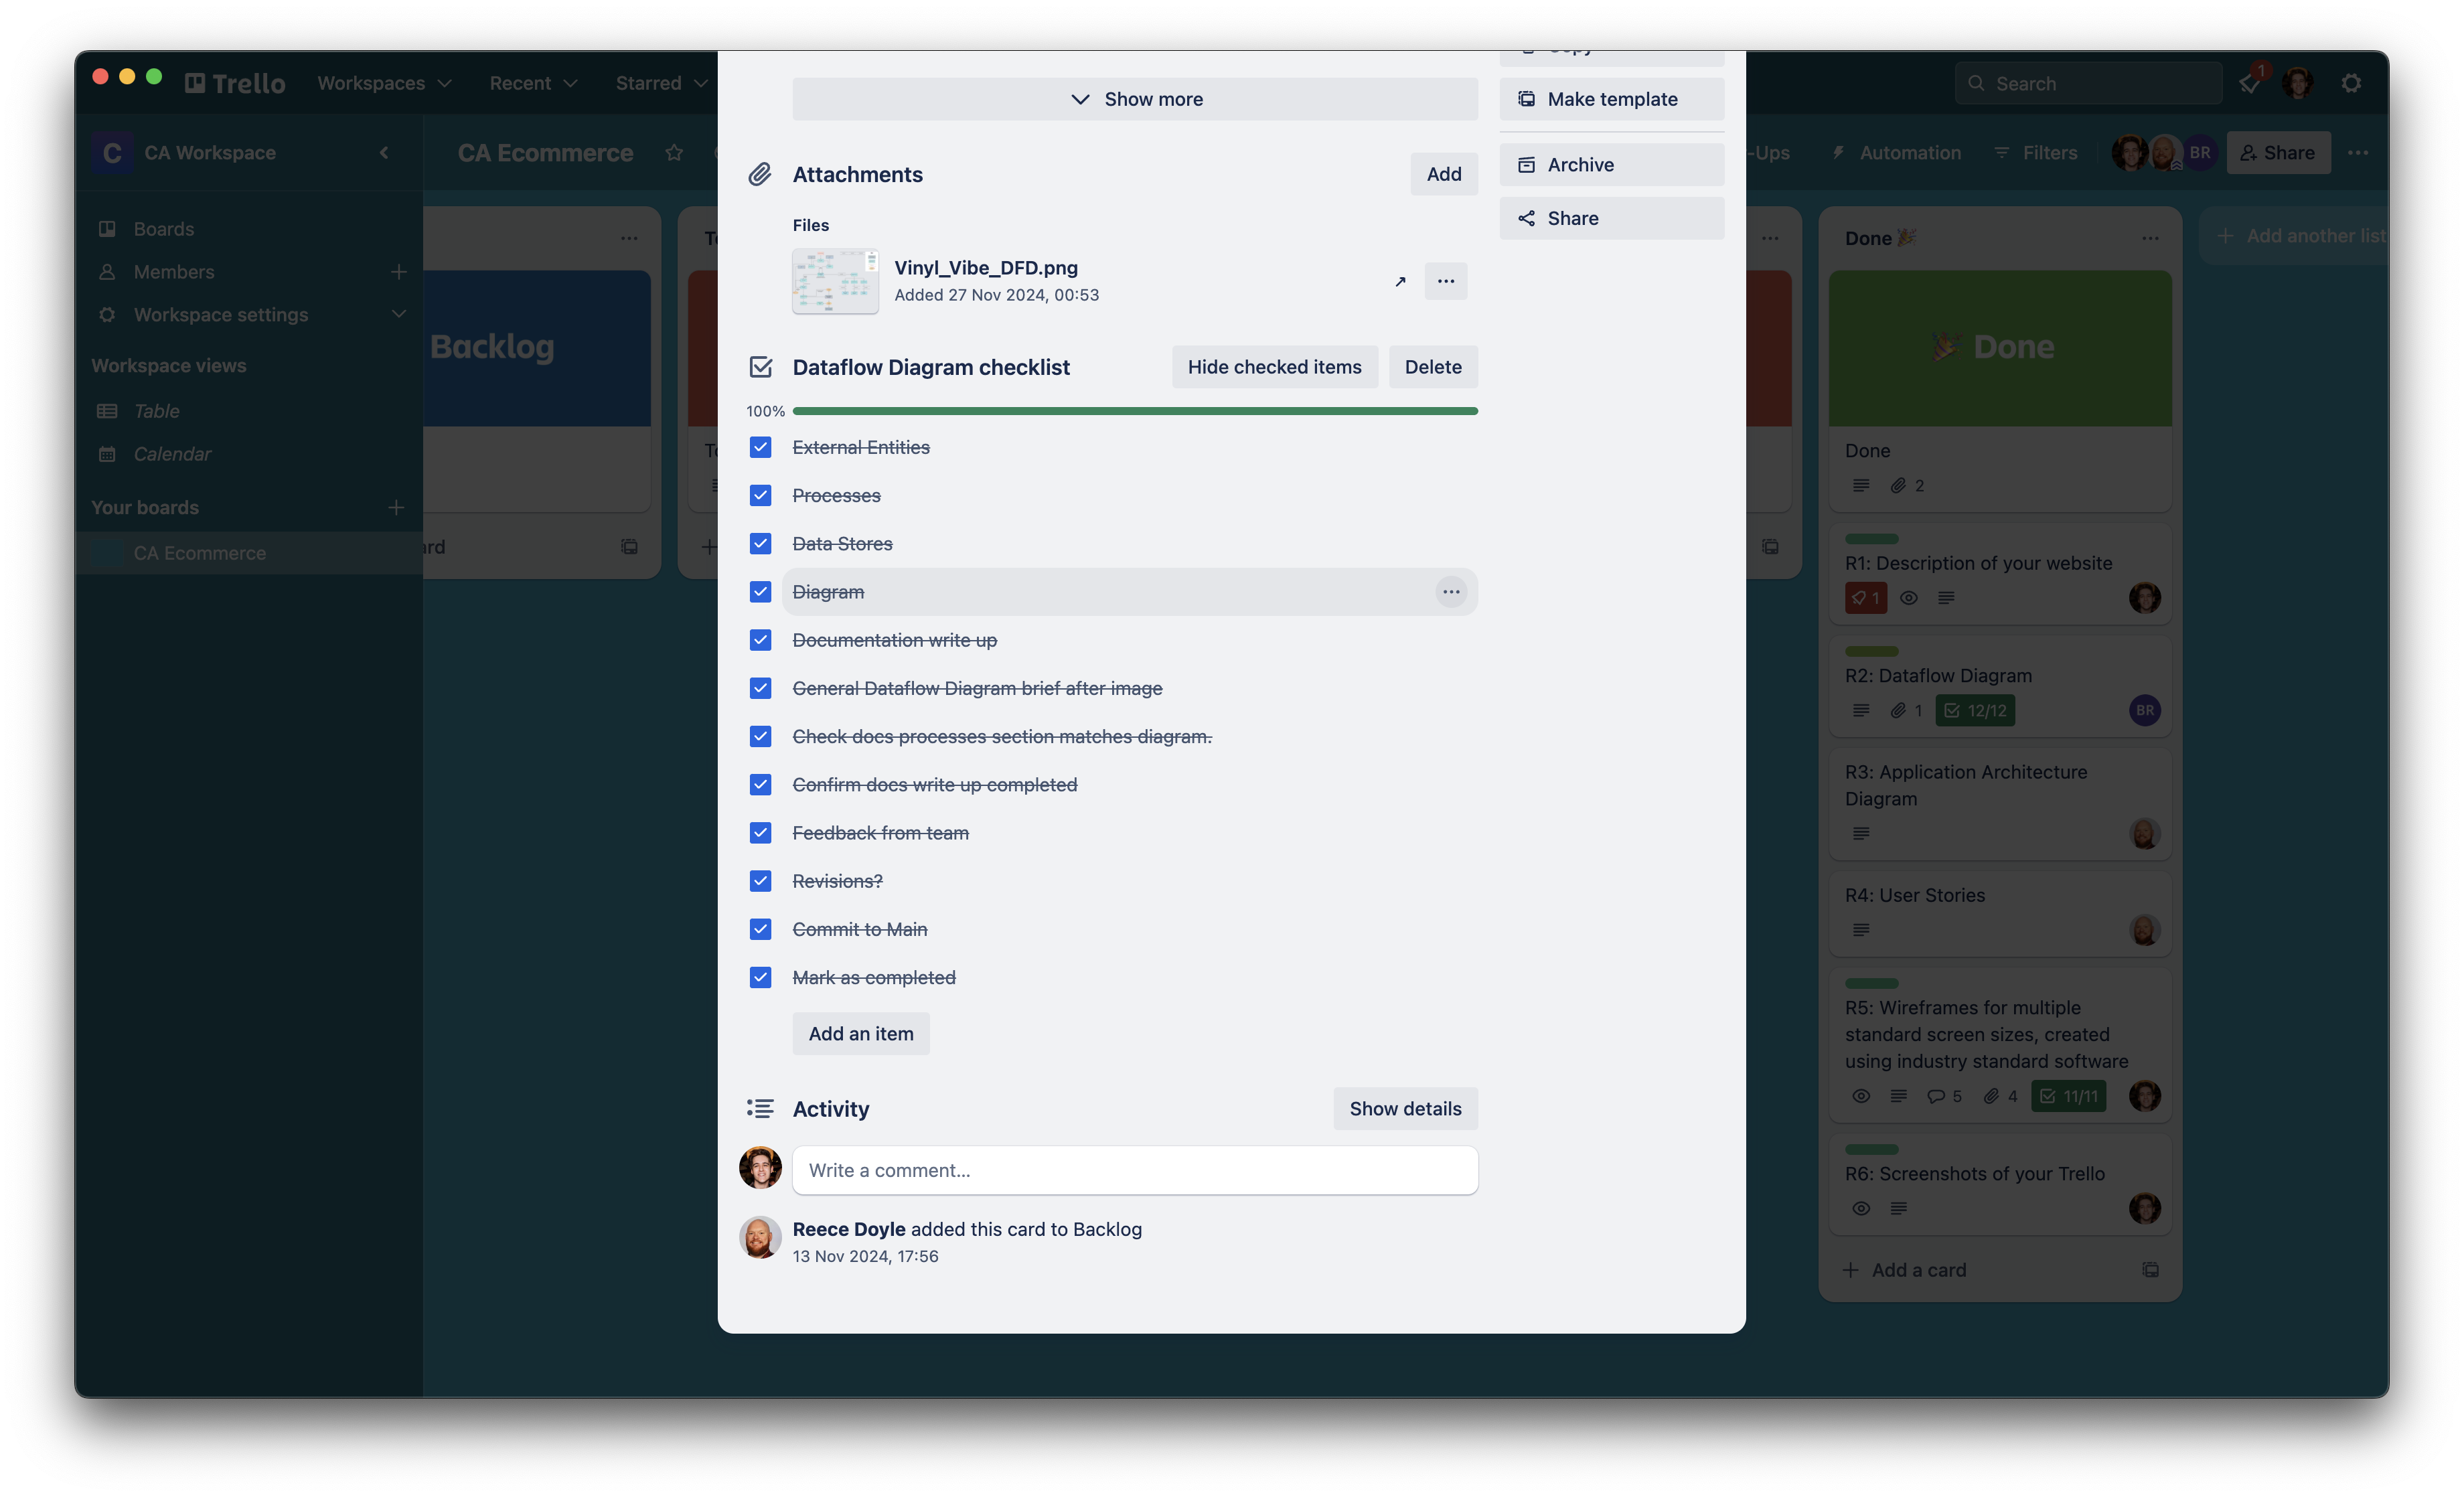 Trello
Workspaces
Recent
Starred
Search
1
C
CA Workspace
CA Ecommerce
-Ups
Automation
Filters
BR
Share
Boards
Members
Workspace settings
Workspace views
Table
Calendar
Your boards
CA Ecommerce
Backlog
Copy
Show more
Make template
Archive
Share
Attachments
Add
Files
Vinyl_Vibe_DFD.png
Added 27 Nov 2024, 00:53
Dataflow Diagram checklist
Hide checked items
Delete
100%
External Entities
Processes
Data Stores
Diagram
Documentation write up
General Dataflow Diagram brief after image
Check docs processes section matches diagram.
Confirm docs write up completed
Feedback from team
Revisions?
Commit to Main
Mark as completed
Add an item
Activity
Show details
Write a comment...
Reece Doyle added this card to Backlog
13 Nov 2024, 17:56
Done 🎉
Add another list
🎉 Done
Done
2
R1: Description of your website
1
R2: Dataflow Diagram
1
12/12
BR
R3: Application Architecture
Diagram
R4: User Stories
R5: Wireframes for multiple
standard screen sizes, created
using industry standard software
5
4
11/11
R6: Screenshots of your Trello
Add a card